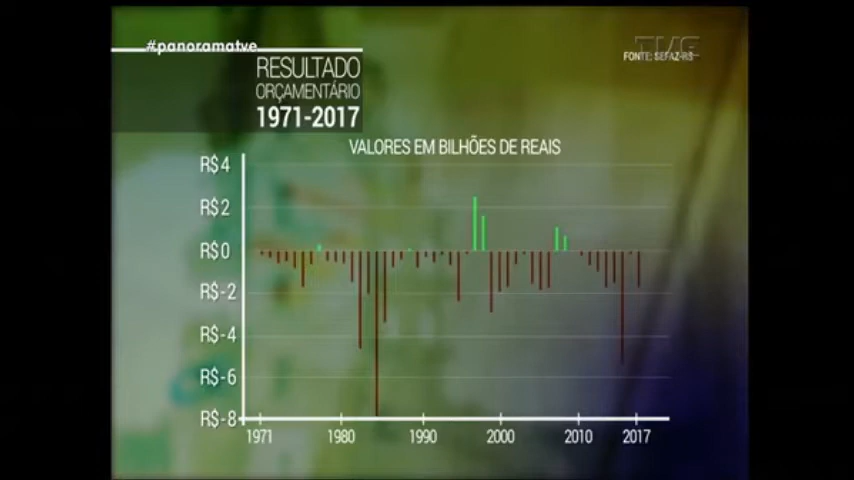 #panoramatve
FONTE: SEFAZ-RS
RESULTADO
ORÇAMENTÁRIO
1971-2017
VALORES EM BILHÕES DE REAIS
R$4
R$2
R$0
R$-2
R$-4
R$-6
R$-8
1971 1980 1990 2000 2010 2017